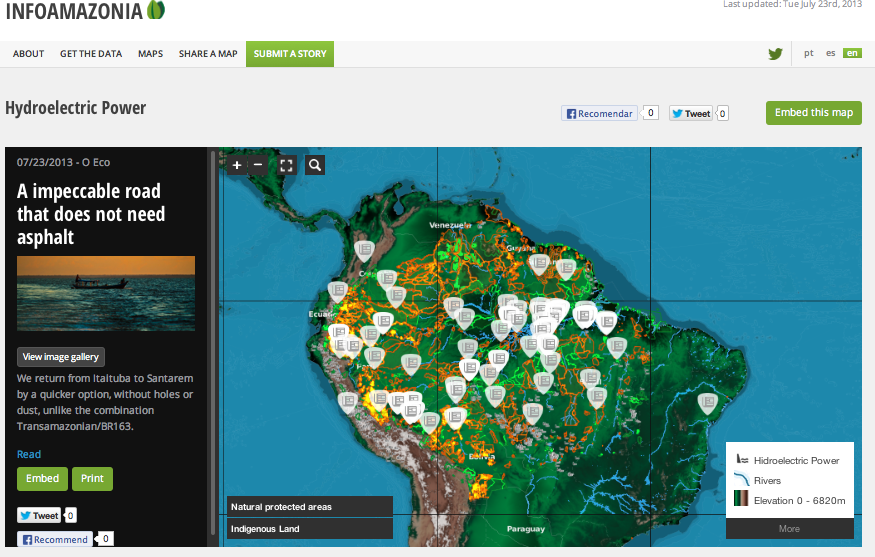 INFOAMAZONIA
Last updated: Tue July 23rd, 2013
ABOUT GET THE DATA MAPS SHARE A MAP SUBMIT A STORY
pt es en
Hydroelectric Power
Recomendar 0 Tweet 0
Embed this map
07/23/2013 - O Eco
A impeccable road
that does not need
asphalt
View image gallery
We return from Itaituba to Santarem
by a quicker option, without holes or
dust, unlike the combination
Transamazonian/BR163.
Read
Embed Print
Tweet 0
Recommend 0
+ −
Venezuela
Bolivia
Paraguay
Natural protected areas
Indigenous Land
Hidroelectric Power
Rivers
Elevation 0 - 6820m
More